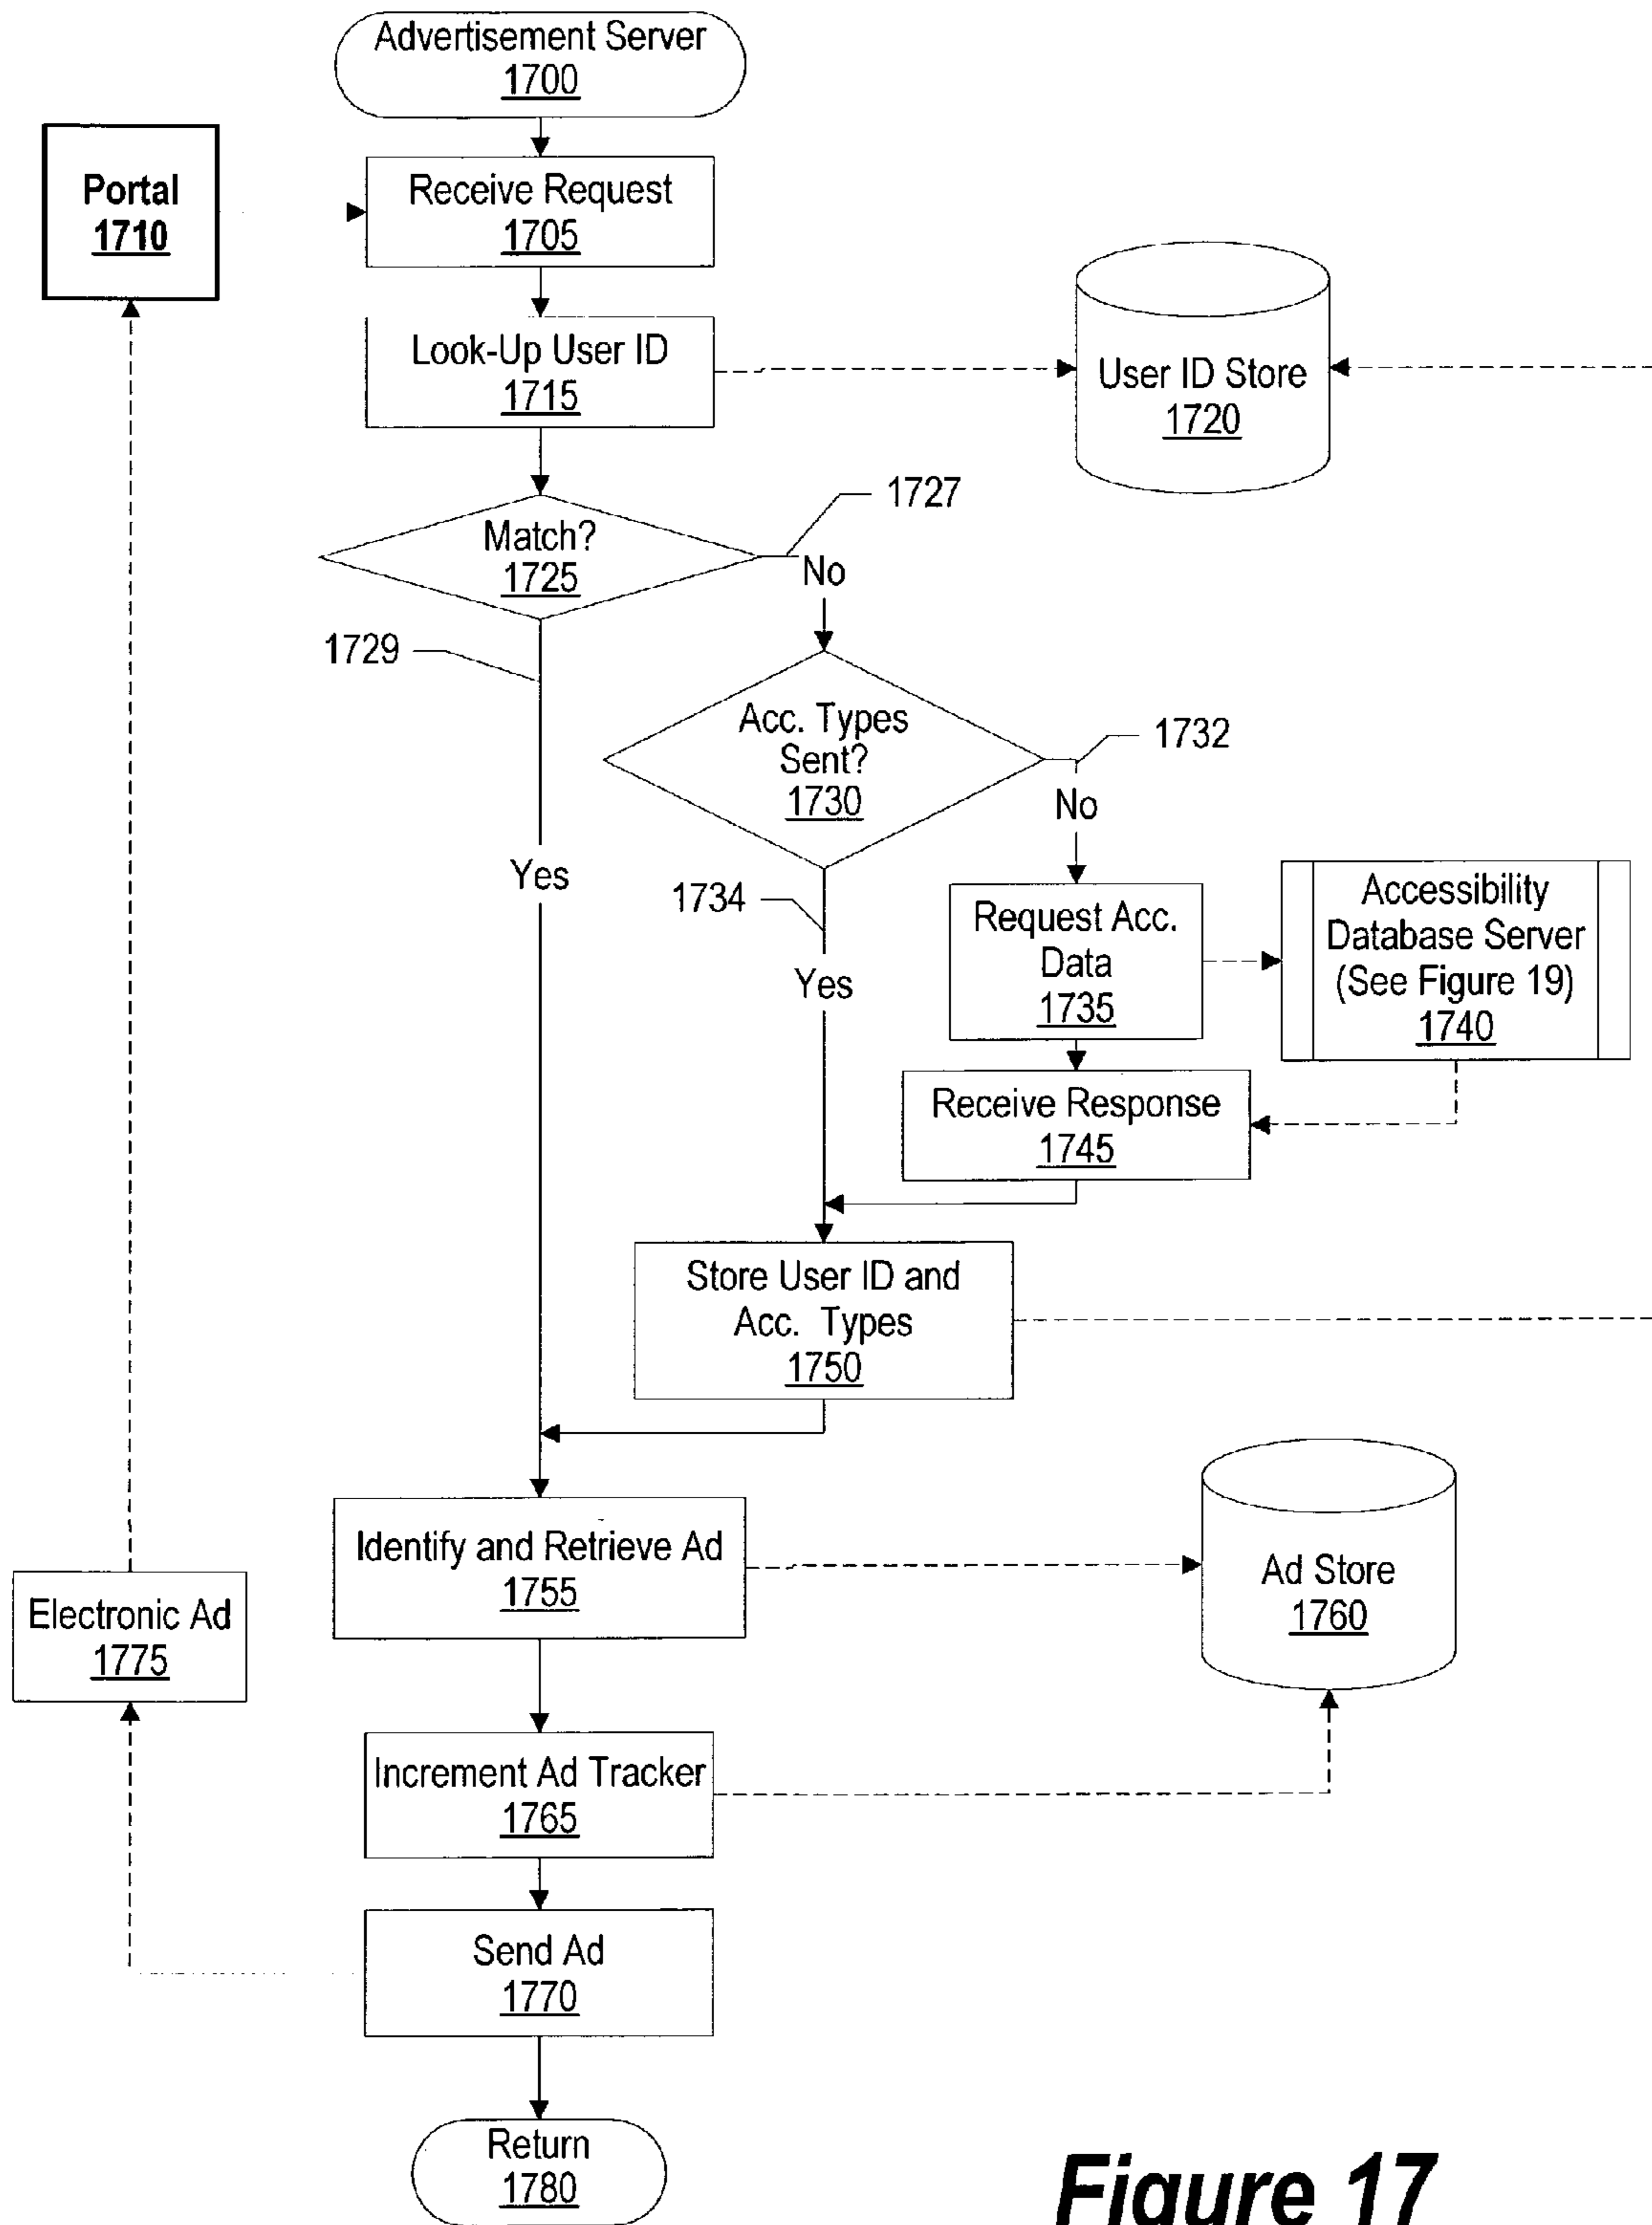 Advertisement Server
1700
Portal
1710
Receive Request
1705
Look-Up User ID
1715
User ID Store
1720
1727
Match?
1725
No
1729
Acc. Types
Sent?
1730
1732
No
Yes
1734
Yes
Request Acc.
Data
1735
Accessibility
Database Server
(See Figure 19)
1740
Receive Response
1745
Store User ID and
Acc. Types
1750
Identify and Retrieve Ad
1755
Ad Store
1760
Electronic Ad
1775
Increment Ad Tracker
1765
Send Ad
1770
Return
1780
Figure 17